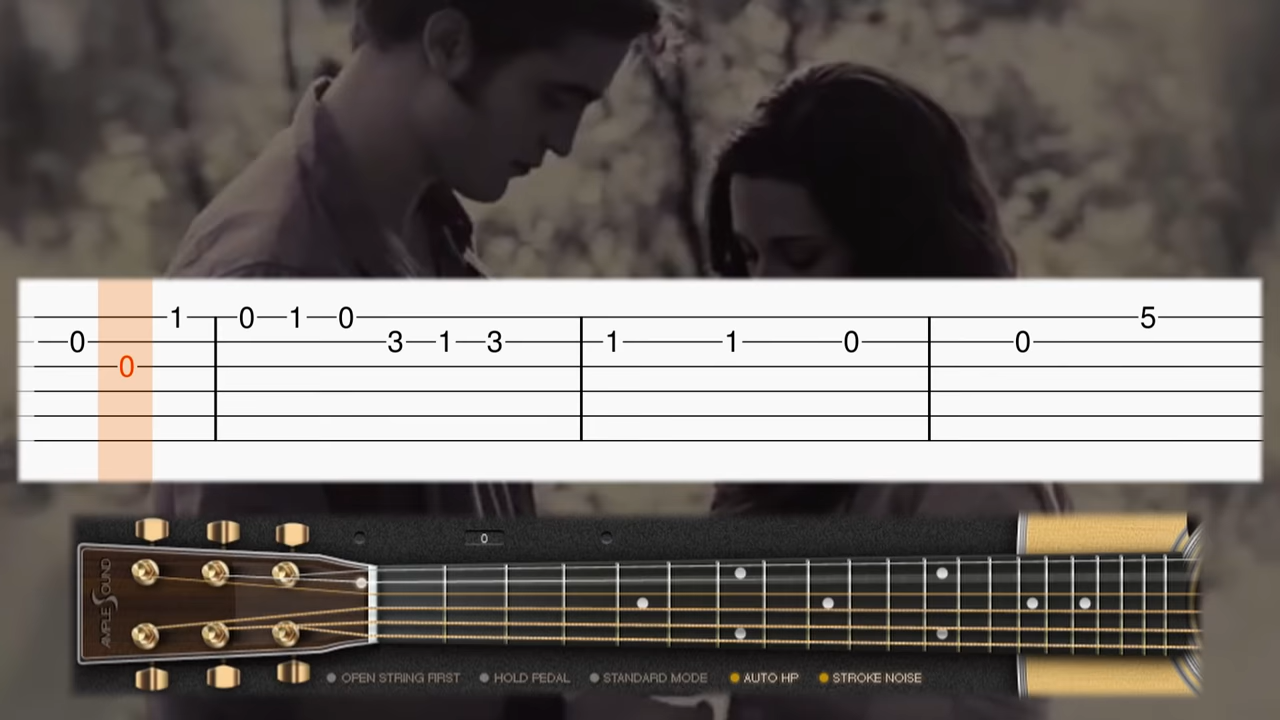 1 0 1 0 5
0 3 1 3 1 1 0 0
0
0
AMPLE SOUND
OPEN STRING FIRST HOLD PEDAL STANDARD MODE AUTO HP STROKE NOISE